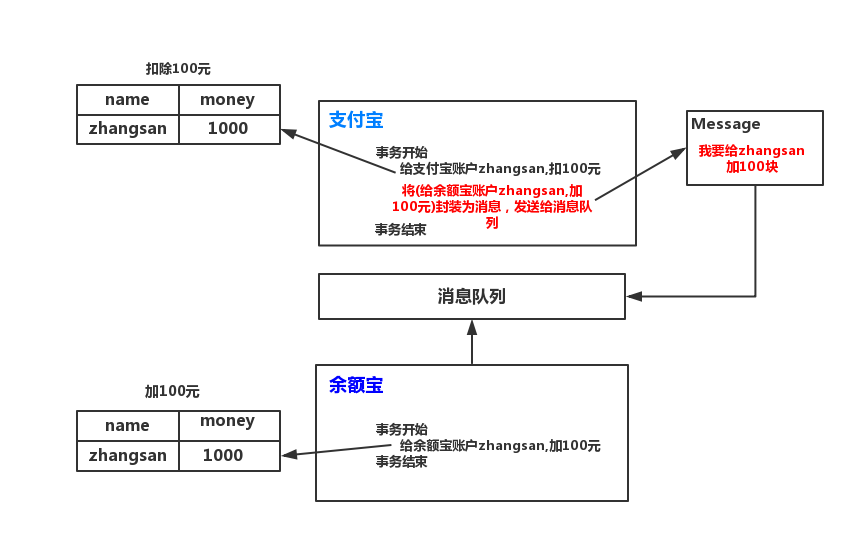 扣除100元
name money
zhangsan 1000
支付宝
事务开始
给支付宝账户zhangsan,扣100元
将(给余额宝账户zhangsan,加
100元)封装为消息，发送给消息队
列
事务结束
Message
我要给zhangsan
加100块
消息队列
加100元
name money
zhangsan 1000
余额宝
事务开始
给余额宝账户zhangsan,加100元
事务结束